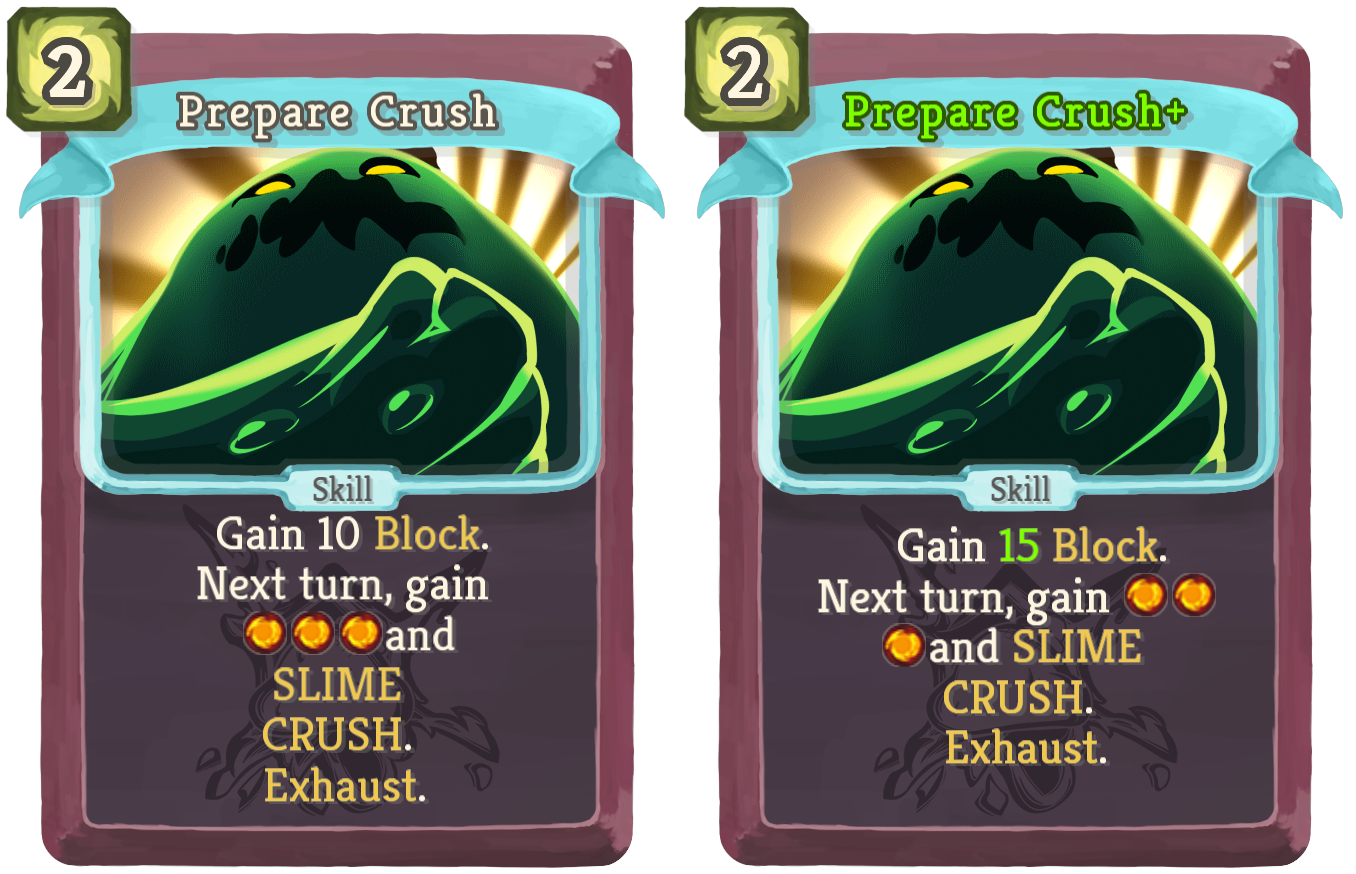 2
Prepare Crush
Skill
Gain 10 Block.
Next turn, gain
and
SLIME
CRUSH.
Exhaust.
2
Prepare Crush+
Skill
Gain 15 Block.
Next turn, gain
and SLIME
CRUSH.
Exhaust.